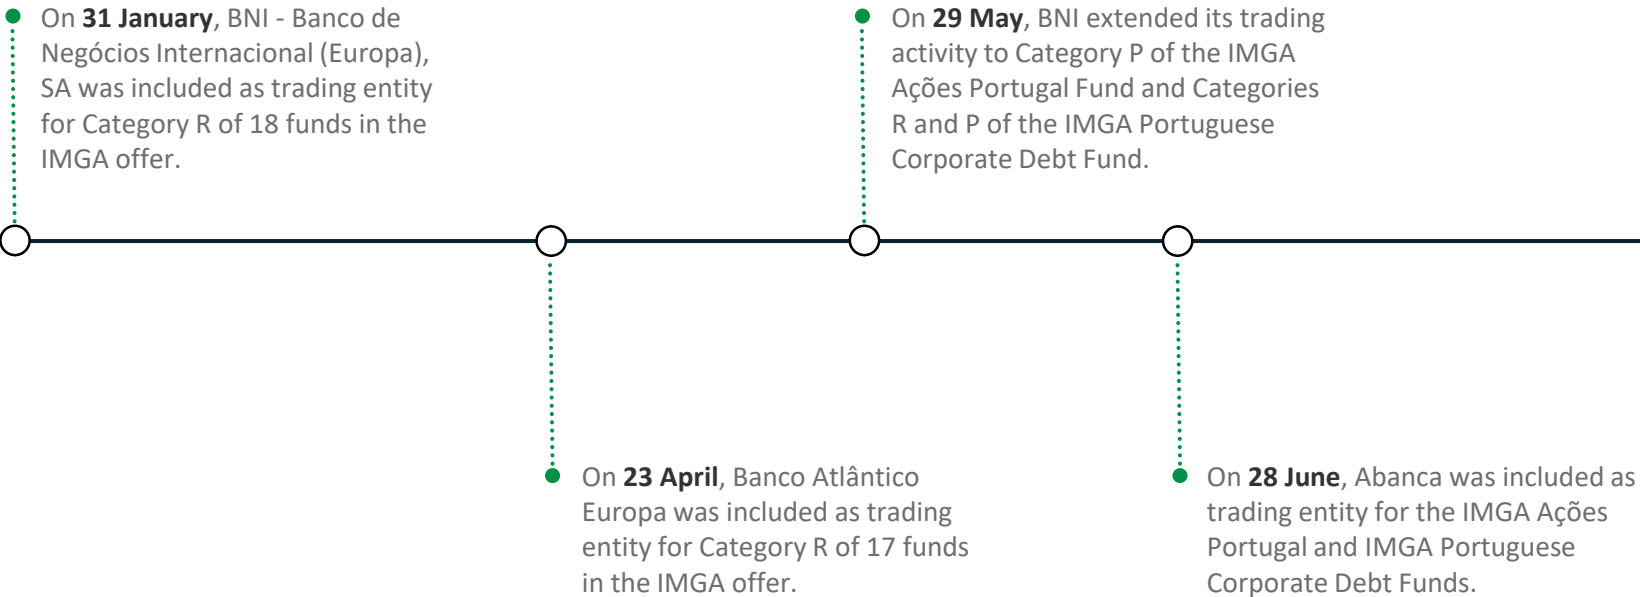 On 31 January, BNI - Banco de
Negócios Internacional (Europa),
SA was included as trading entity
for Category R of 18 funds in the
IMGA offer.
On 29 May, BNI extended its trading
activity to Category P of the IMGA
Ações Portugal Fund and Categories
R and P of the IMGA Portuguese
Corporate Debt Fund.
On 23 April, Banco Atlântico
Europa was included as trading
entity for Category R of 17 funds
in the IMGA offer.
On 28 June, Abanca was included as
trading entity for the IMGA Ações
Portugal and IMGA Portuguese
Corporate Debt Funds.